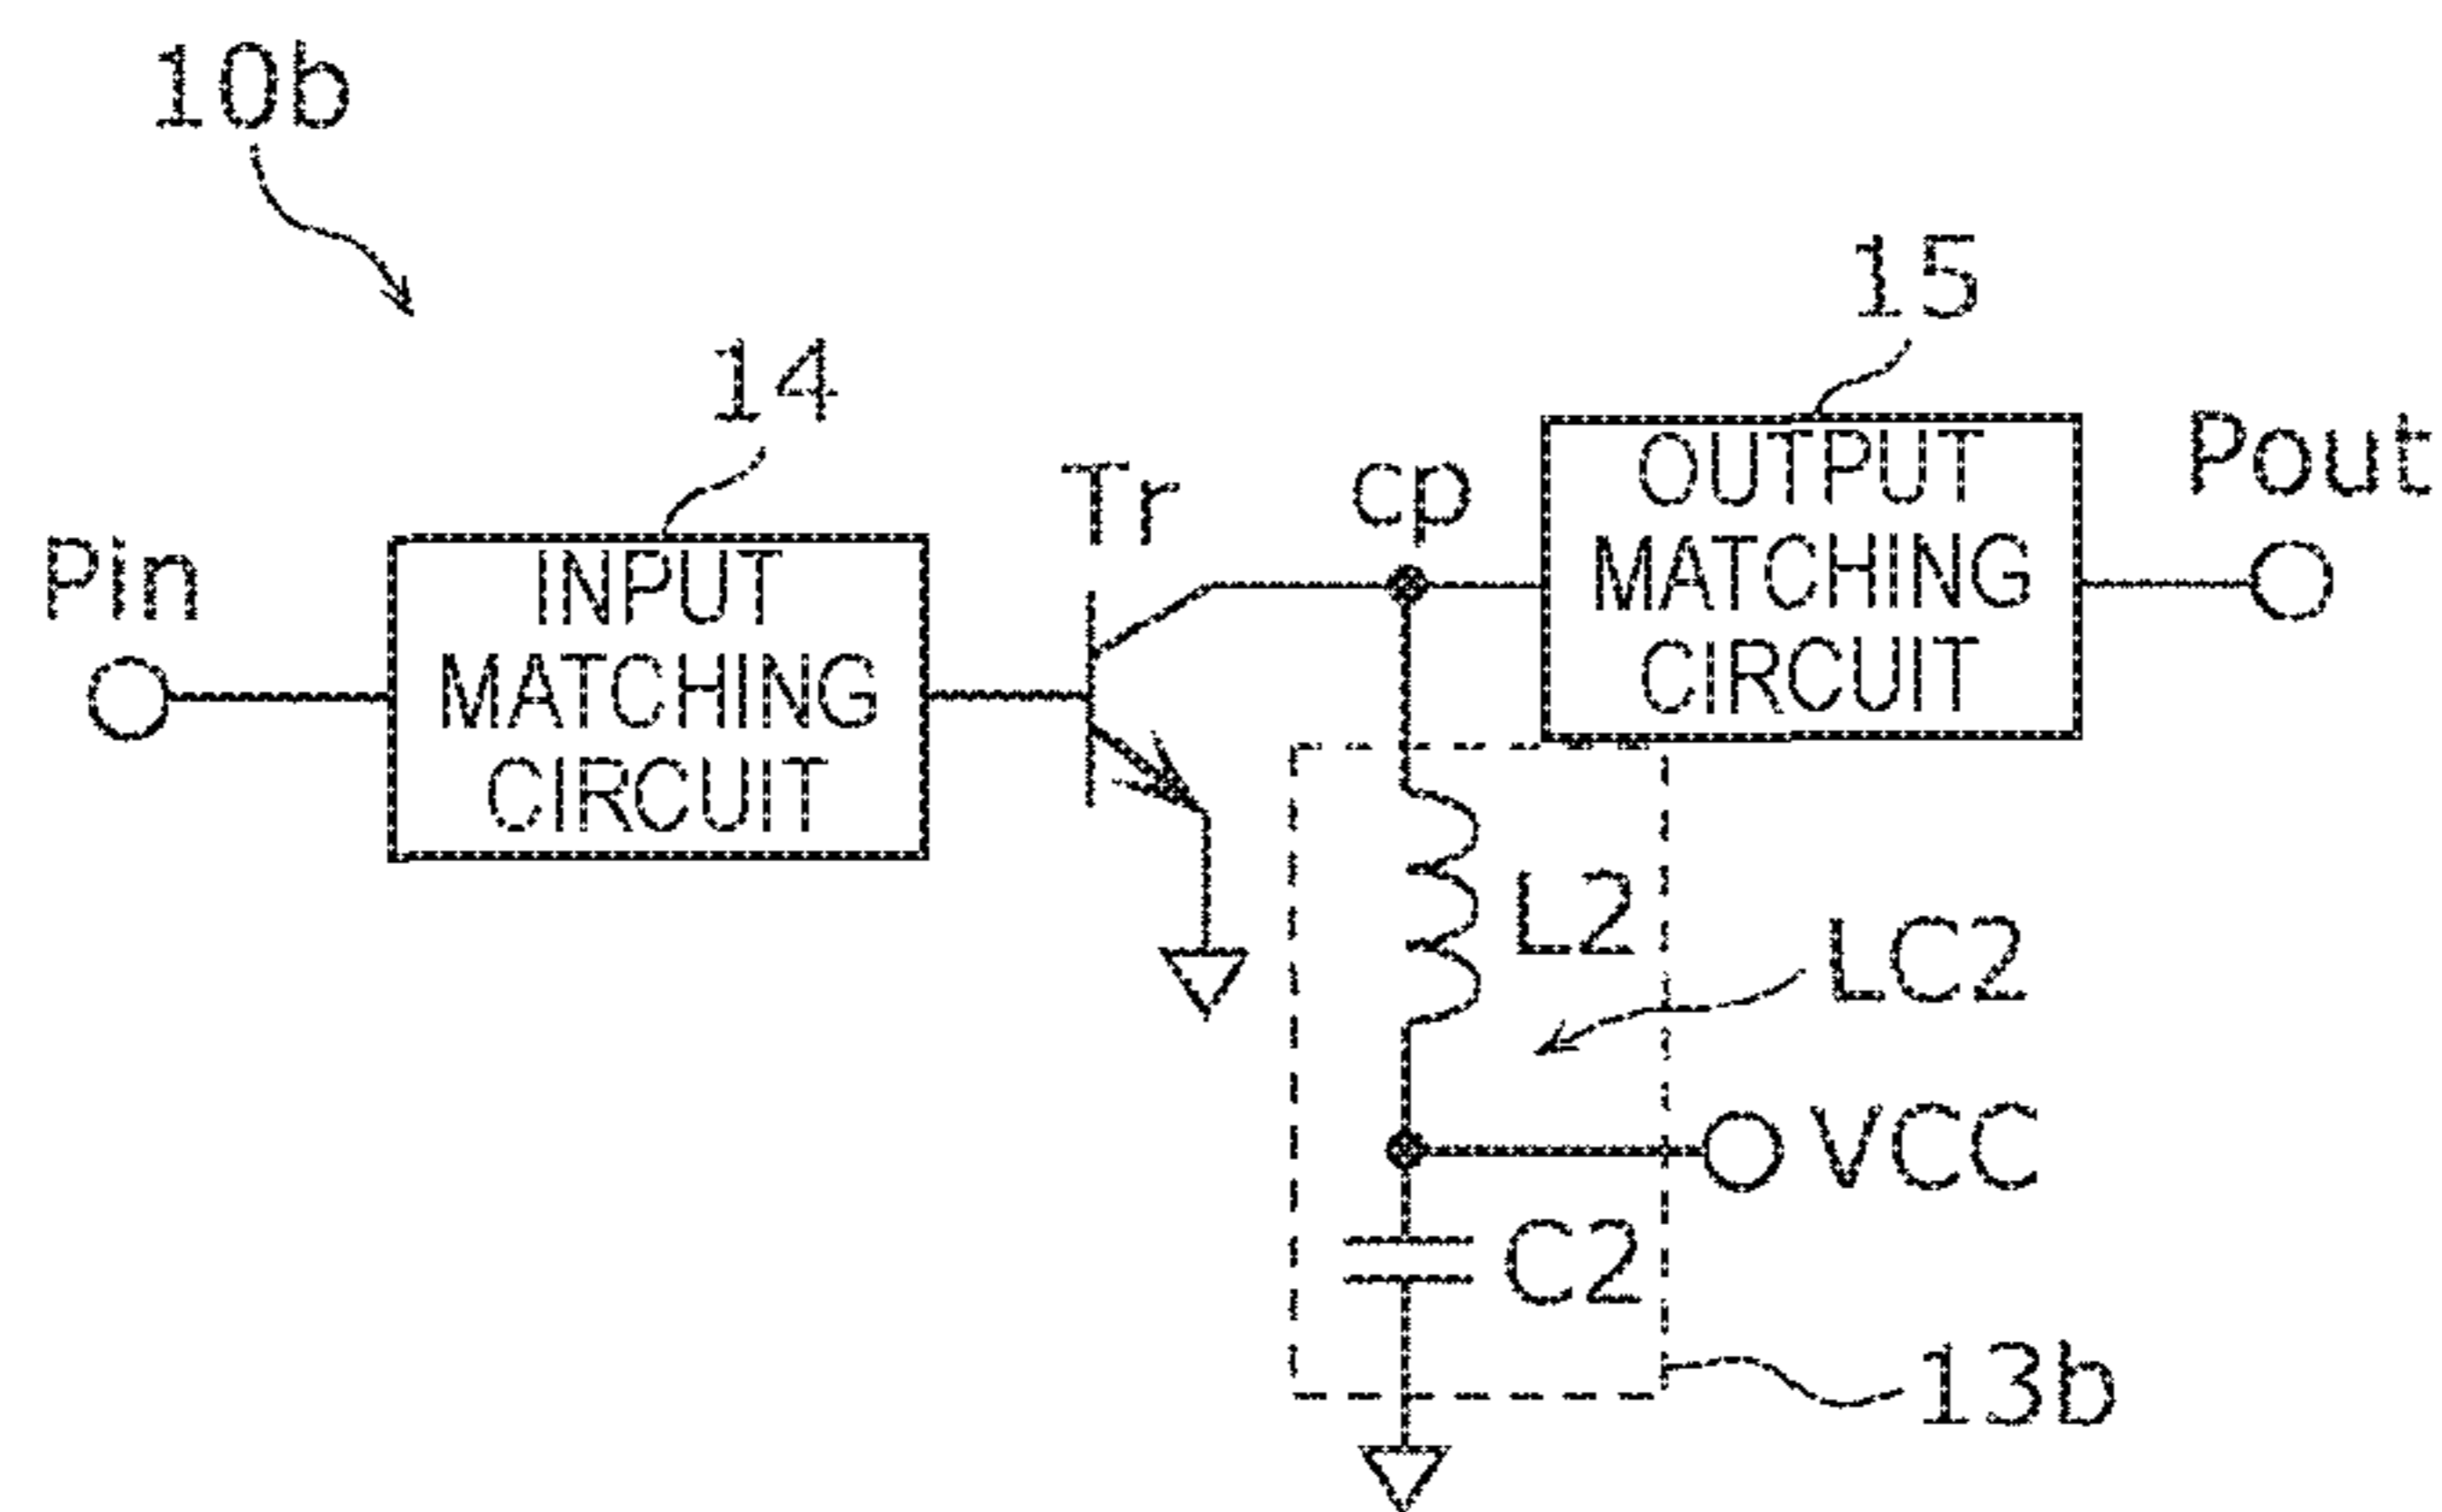 10b
15
14
Pout
Tr
cp
OUTPUT
MATCHING
CIRCUIT
Pin
INPUT
MATCHING
CIRCUIT
L2
LC2
VCC
C2
13b